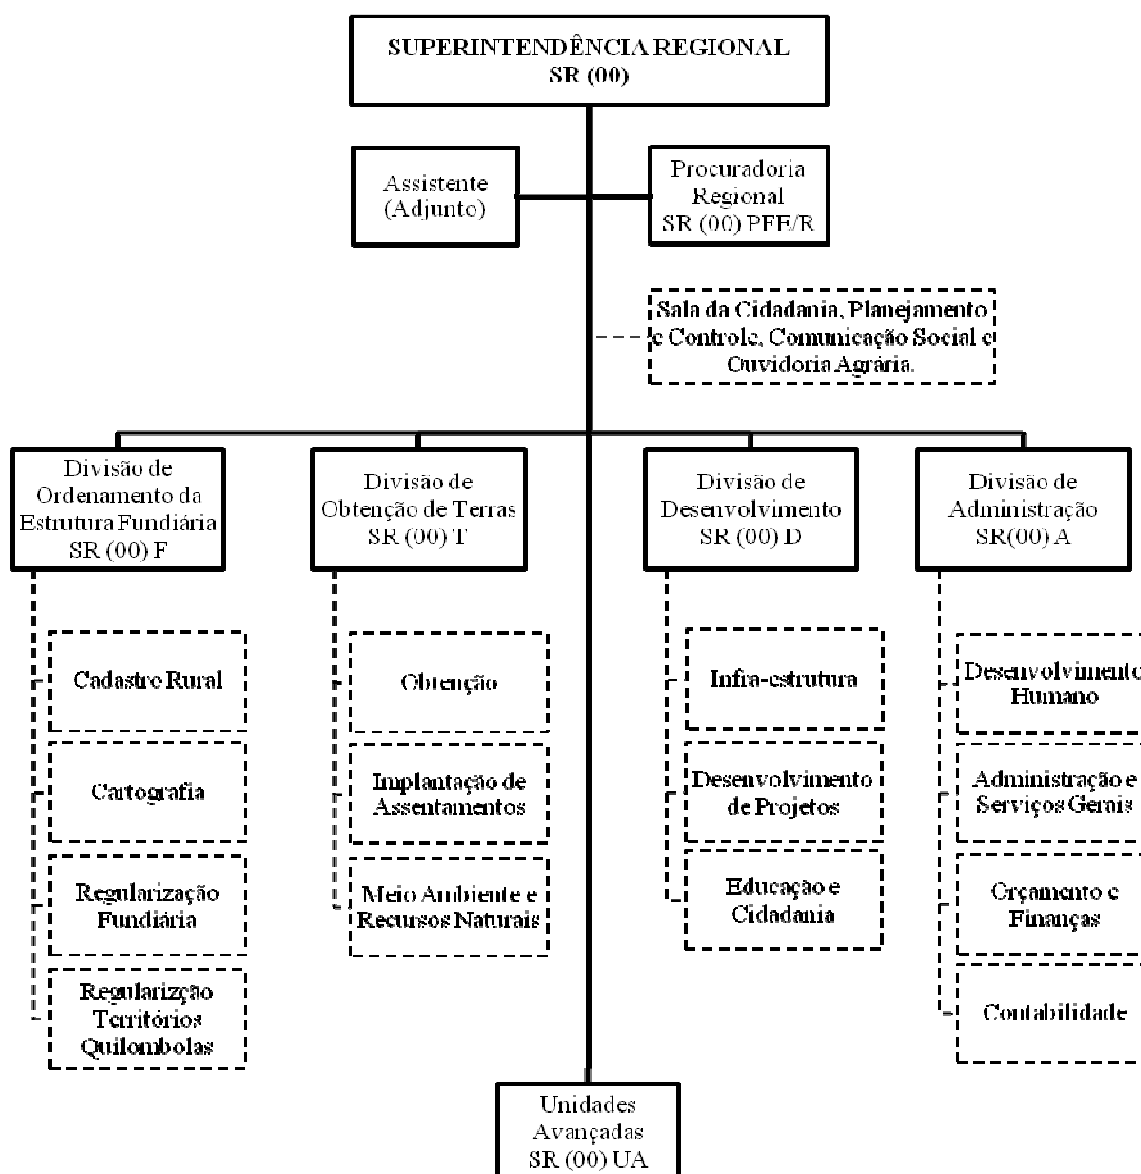 SUPERINTENDÊNCIA REGIONAL
SR (00)
Assistente
(Adjunto)
Procuradoria
Regional
SR (00) PFE/R
Sala da Cidadania, Planejamento
e Controle, Comunicação Social e
Ouvidoria Agrária.
Divisão de
Ordenamento da
Estrutura Fundiária
SR (00) F
Divisão de
Obtenção de Terras
SR (00) T
Divisão de
Desenvolvimento
SR (00) D
Divisão de
Administração
SR(00) A
Cadastro Rural
Cartografia
Regularização
Fundiária
Regularizção
Territórios
Quilombolas
Obtenção
Implantação de
Assentamentos
Meio Ambiente e
Recursos Naturais
Infra-estrutura
Desenvolvimento
de Projetos
Educação e
Cidadania
Desenvolvimento
Humano
Administração e
Serviços Gerais
Orçamento e
Finanças
Contabilidade
Unidades
Avançadas
SR (00) UA